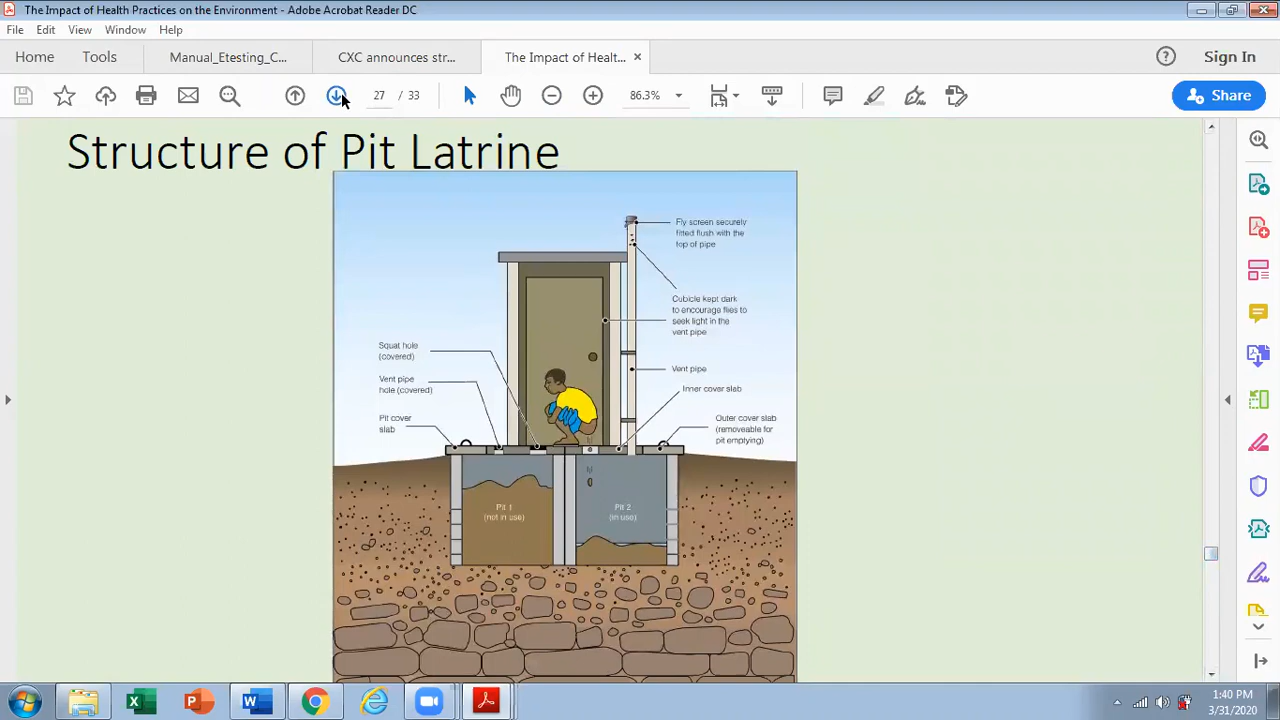 The Impact of Health Practices on the Environment - Adobe Acrobat Reader DC
File Edit View Window Help
Home Tools Manual_Etesting_C... CXC announces str... The Impact of Healt... × Sign In
27 / 33 86.3% Share
Structure of Pit Latrine
Fly screen securely
fitted flush with the
top of pipe
Cubicle kept dark
to encourage flies to
seek light in the
vent pipe
Squat hole
(covered)
Vent pipe
Vent pipe
hole (covered)
Inner cover slab
Pit cover
slab
Outer cover slab
(removeable for
pit emptying)
Pit 1
(not in use)
Pit 2
(in use)
1:40 PM
3/31/2020